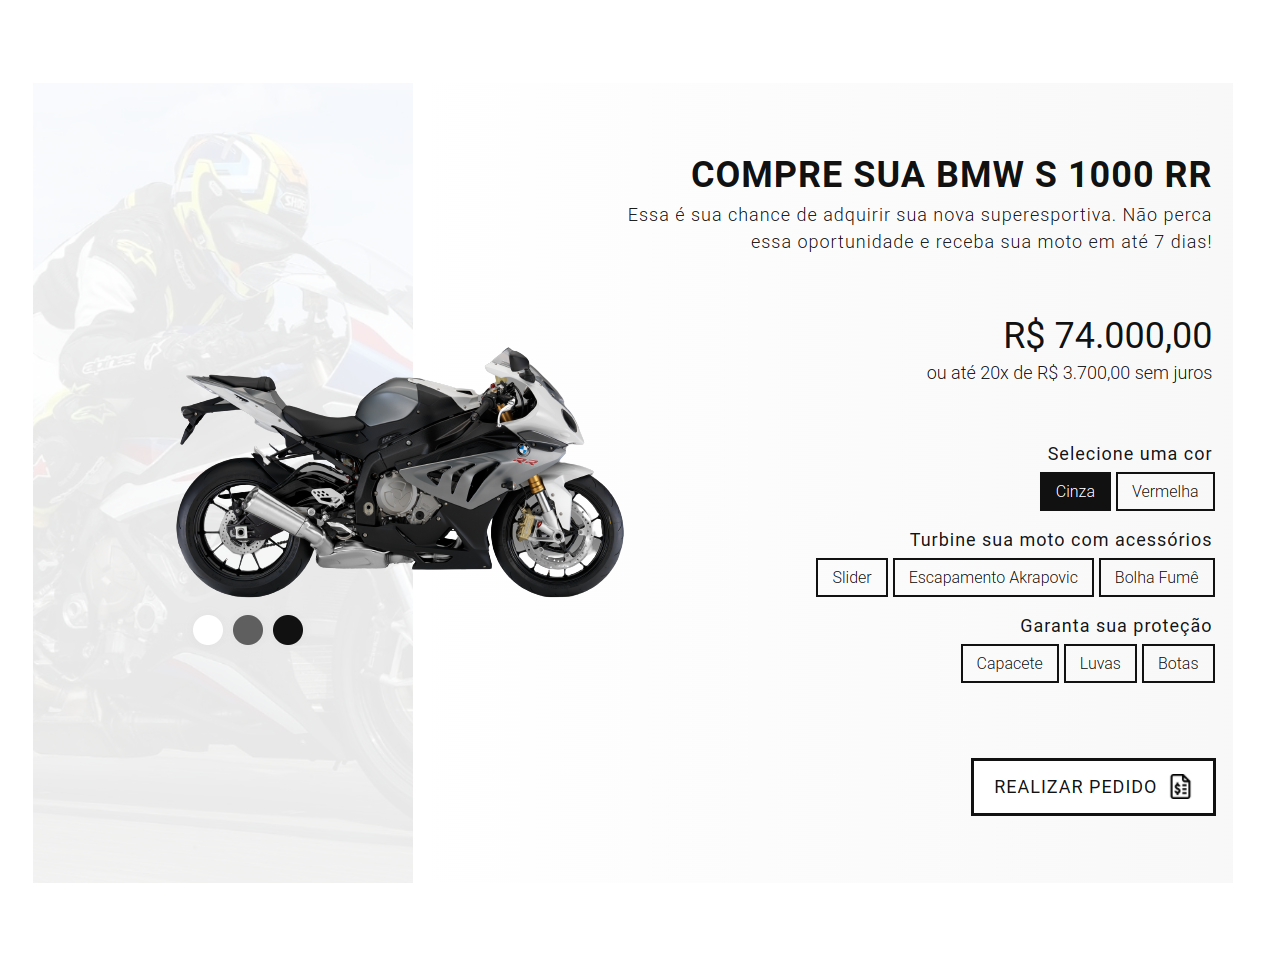 COMPRE SUA BMW S 1000 RR
Essa é sua chance de adquirir sua nova superesportiva. Não perca
essa oportunidade e receba sua moto em até 7 dias!
R$ 74.000,00
ou até 20x de R$ 3.700,00 sem juros
Selecione uma cor
Cinza Vermelha
Turbine sua moto com acessórios
Slider Escapamento Akrapovic Bolha Fumê
Garanta sua proteção
Capacete Luvas Botas
REALIZAR PEDIDO
RR